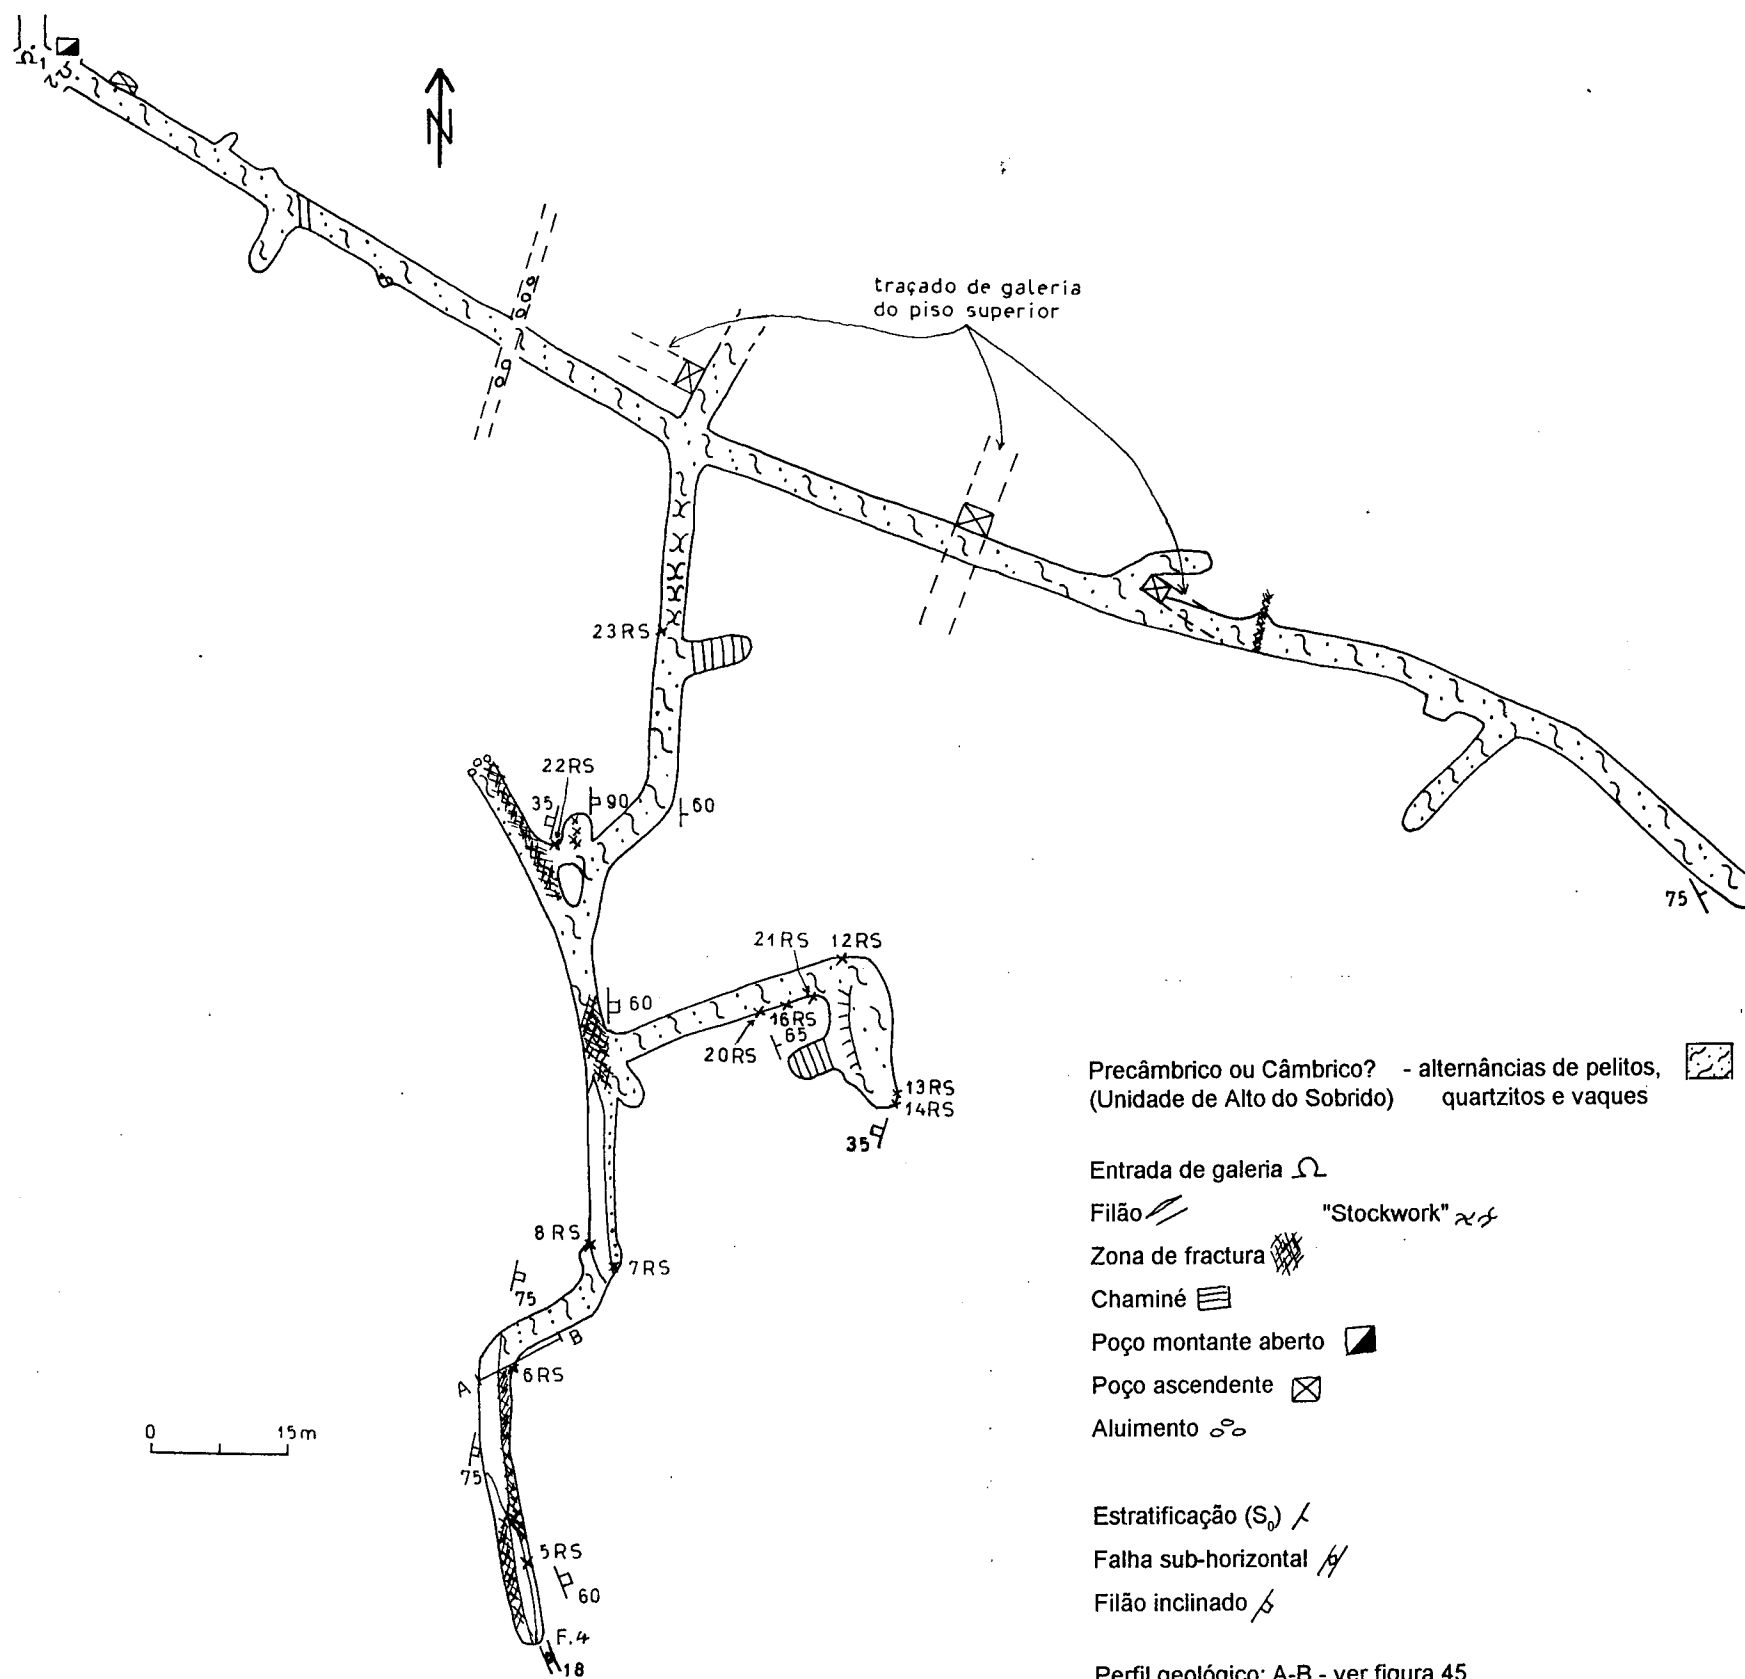 Ω 1
N
traçado de galeria
do piso superior
23RS
22RS
35
90
60
75
21RS
12RS
60
16RS
65
20RS
13RS
14RS
35
8RS
7RS
75
B
A
6RS
0 15m
75
5RS
60
F.4
18
Precâmbrico ou Câmbrico? - alternâncias de pelitos,
(Unidade de Alto do Sobrido) quartzitos e vaques
Entrada de galeria Ω
Filão "Stockwork"
Zona de fractura
Chaminé
Poço montante aberto
Poço ascendente
Aluimento
Estratificação (S₀)
Falha sub-horizontal
Filão inclinado
Perfil geológico: A-B - ver figura 45